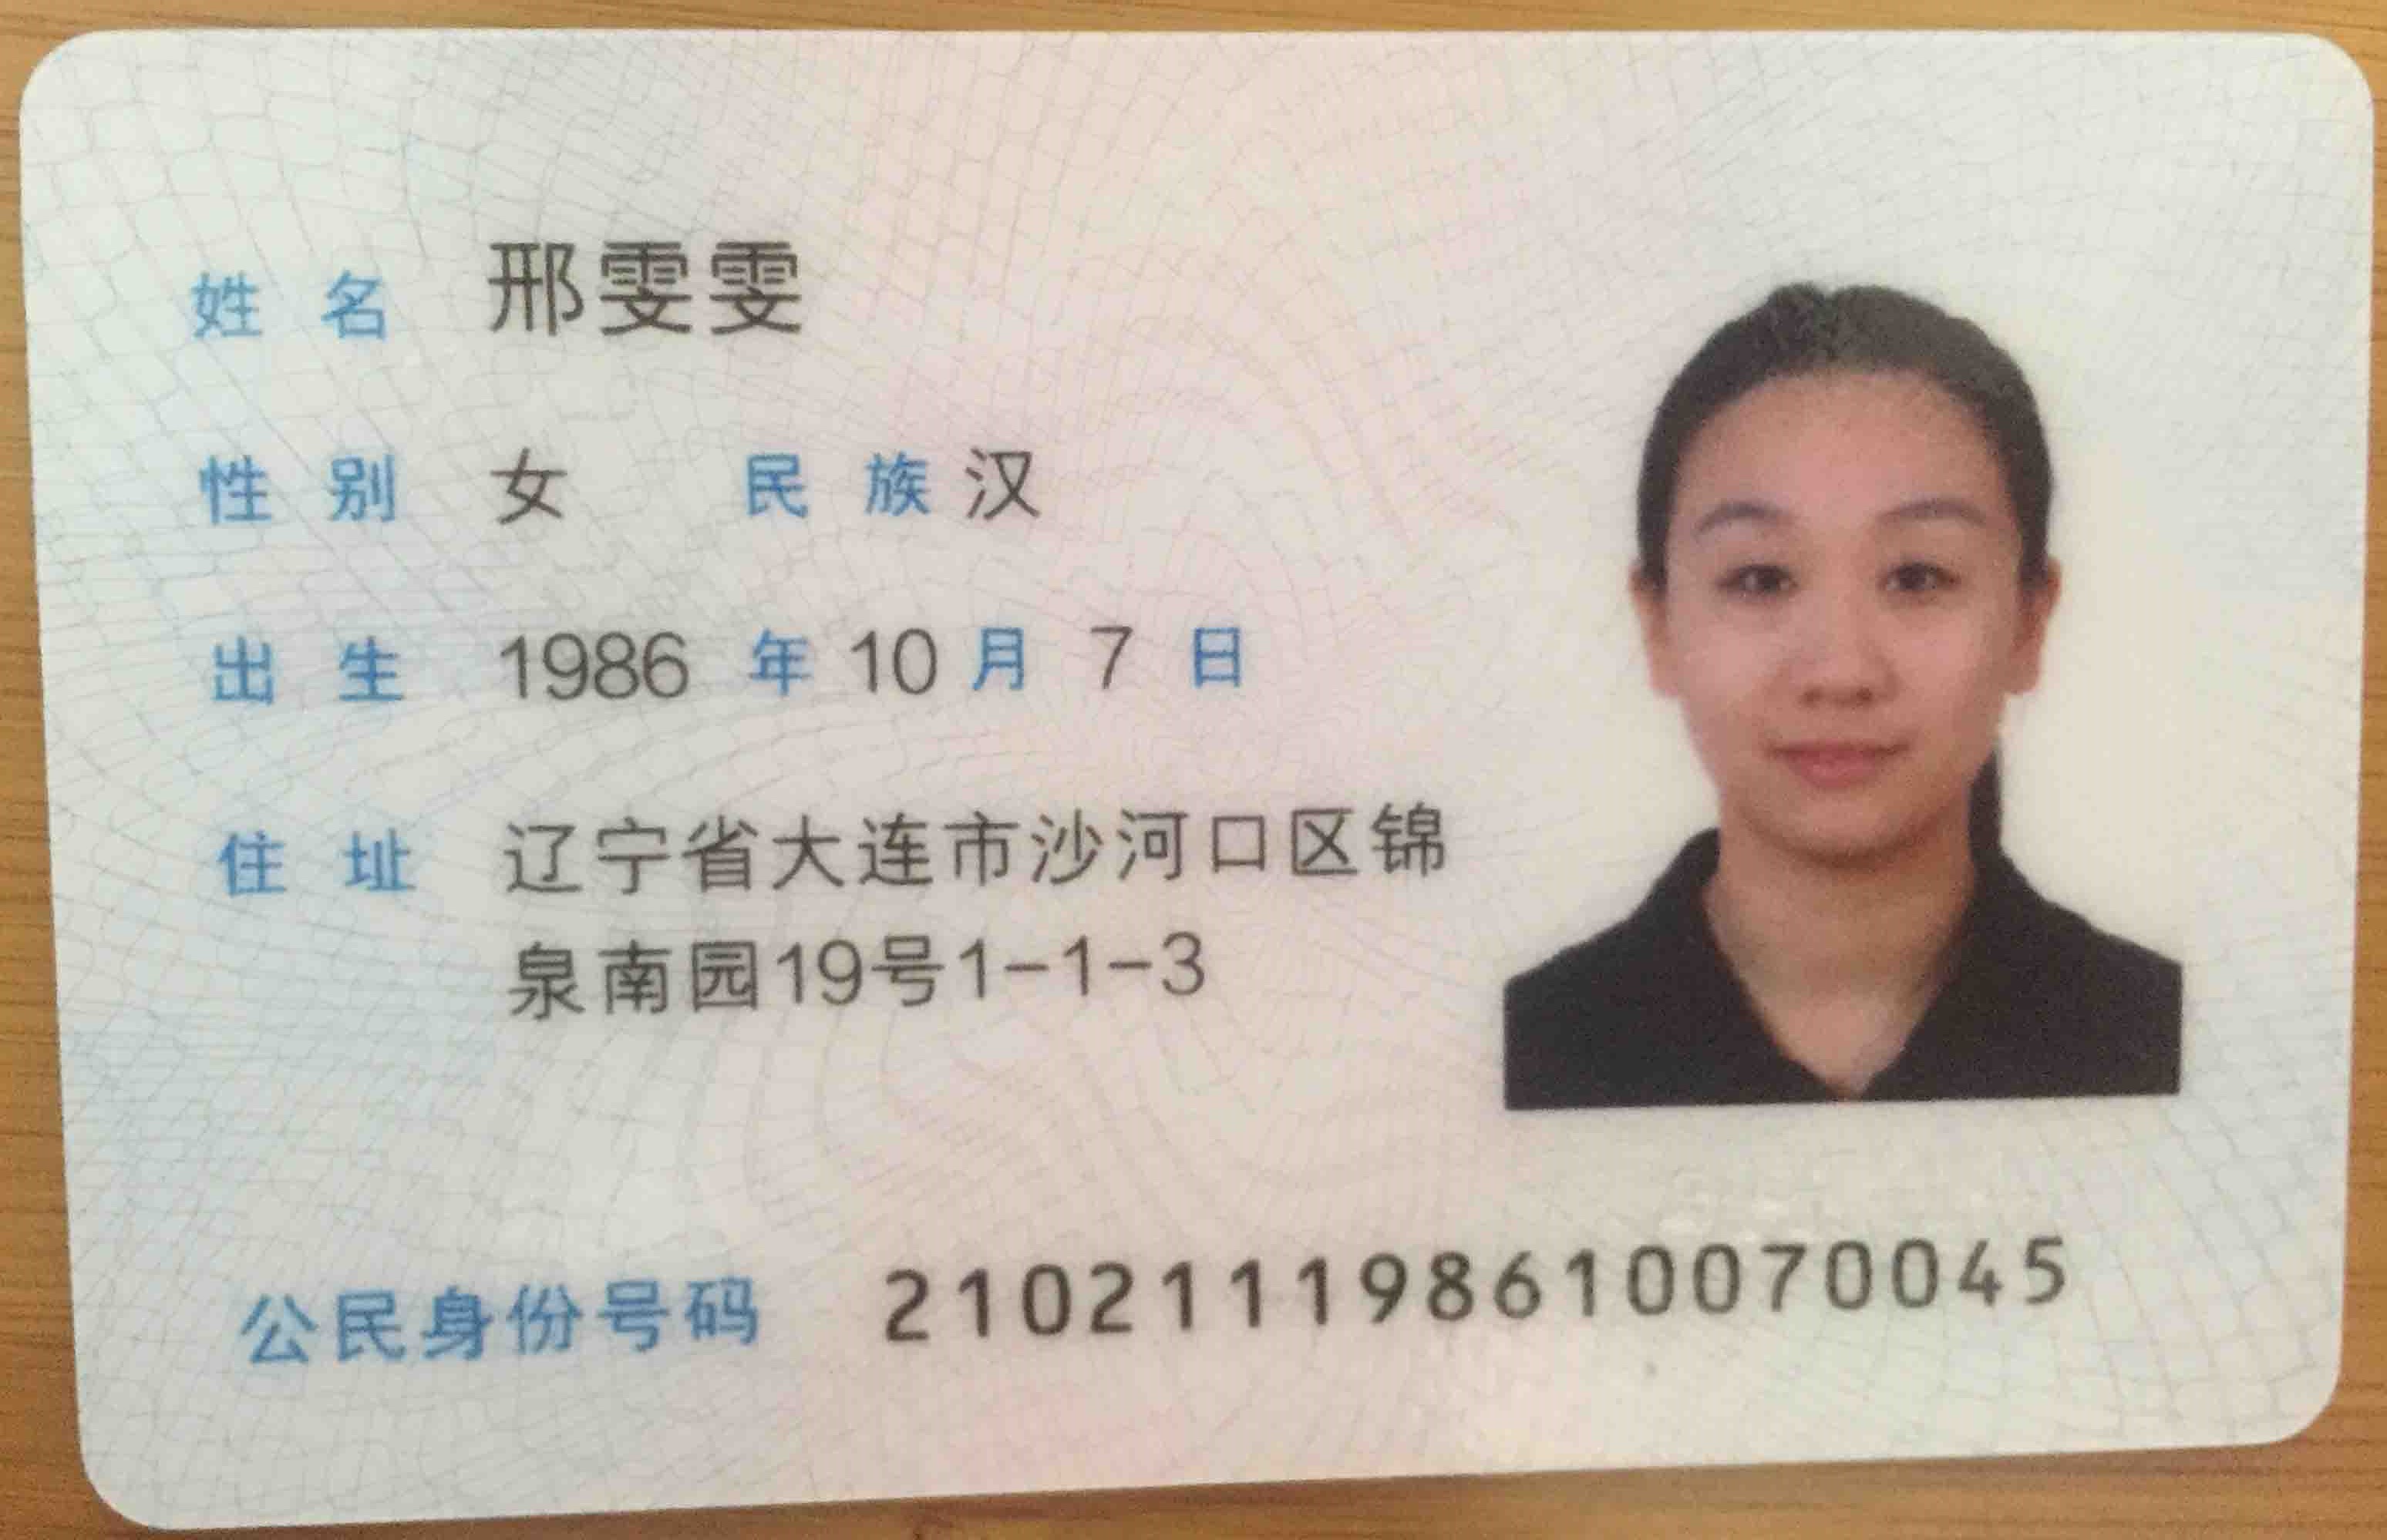 姓名 邢雯雯
性别 女 民族 汉
出生 1986 年 10 月 7 日
住址 辽宁省大连市沙河口区锦
泉南园19号1-1-3
公民身份号码 210211198610070045